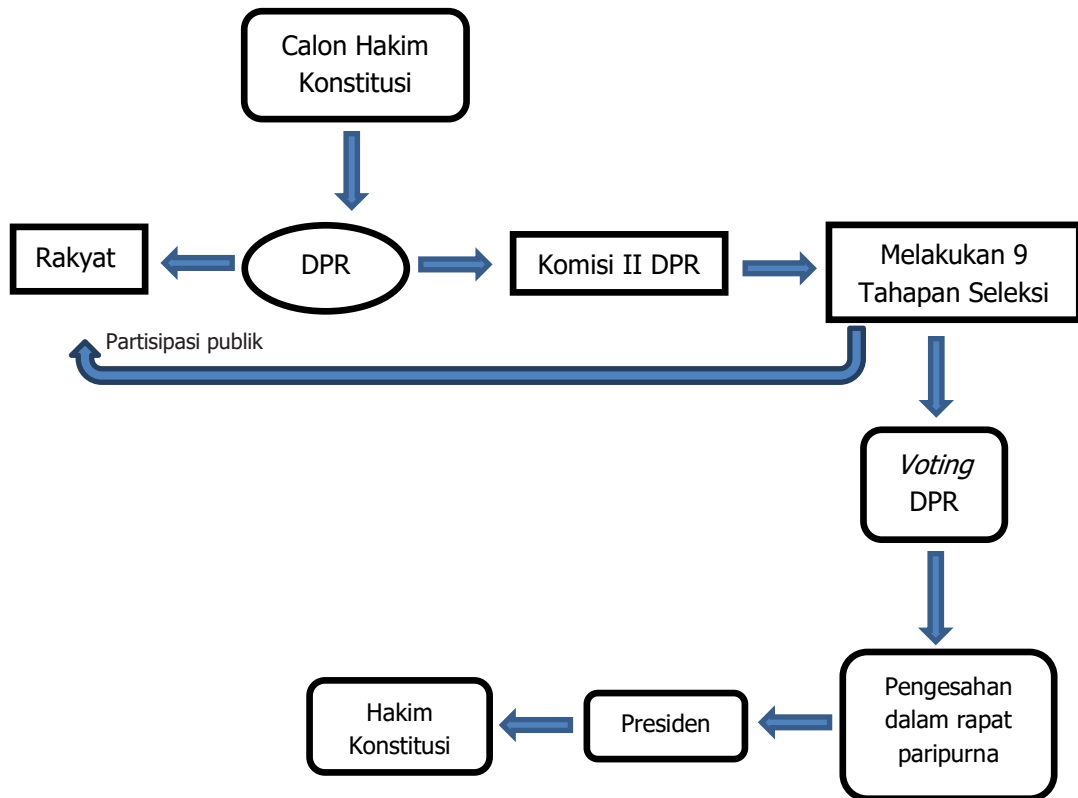 Calon Hakim
Konstitusi
Rakyat
DPR
Komisi II DPR
Melakukan 9
Tahapan Seleksi
Partisipasi publik
Voting
DPR
Pengesahan
dalam rapat
paripurna
Presiden
Hakim
Konstitusi